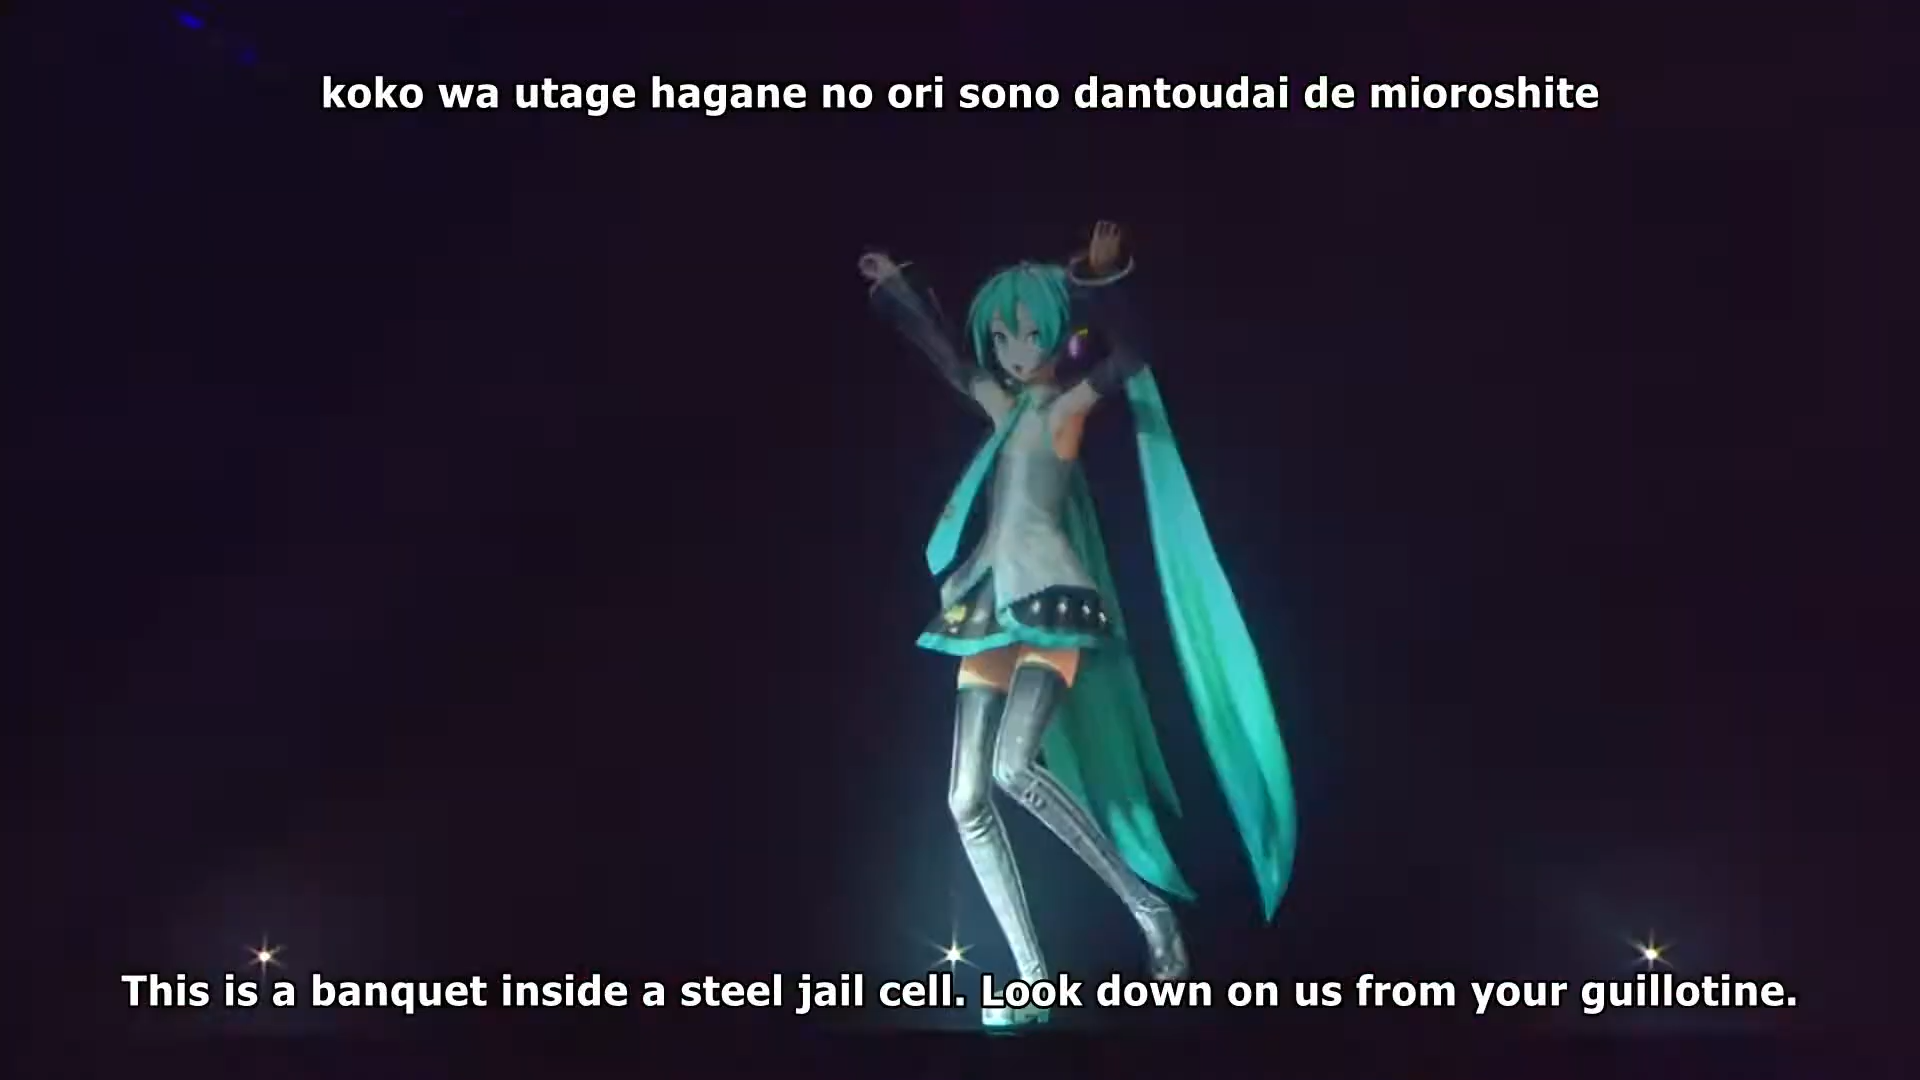 koko wa utage hagane no ori sono dantoudai de mioroshite
This is a banquet inside a steel jail cell. Look down on us from your guillotine.